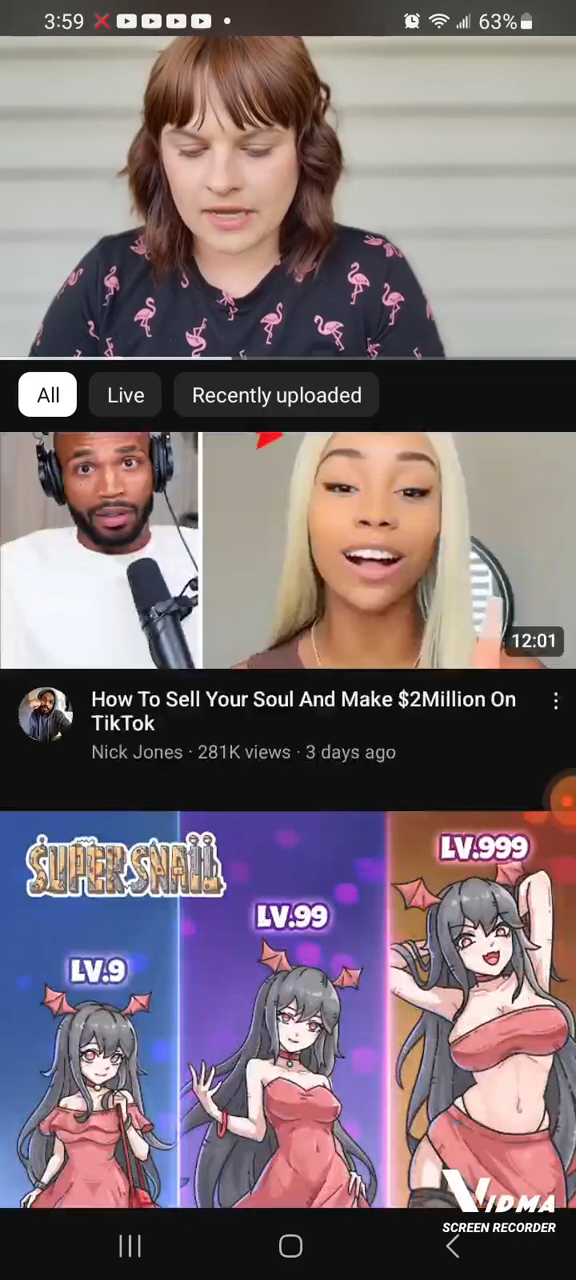 3:59
63%
All
Live
Recently uploaded
12:01
How To Sell Your Soul And Make $2Million On
TikTok
Nick Jones · 281K views · 3 days ago
SUPER SNAIL
LV.999
LV.99
LV.9
VIDMA
SCREEN RECORDER